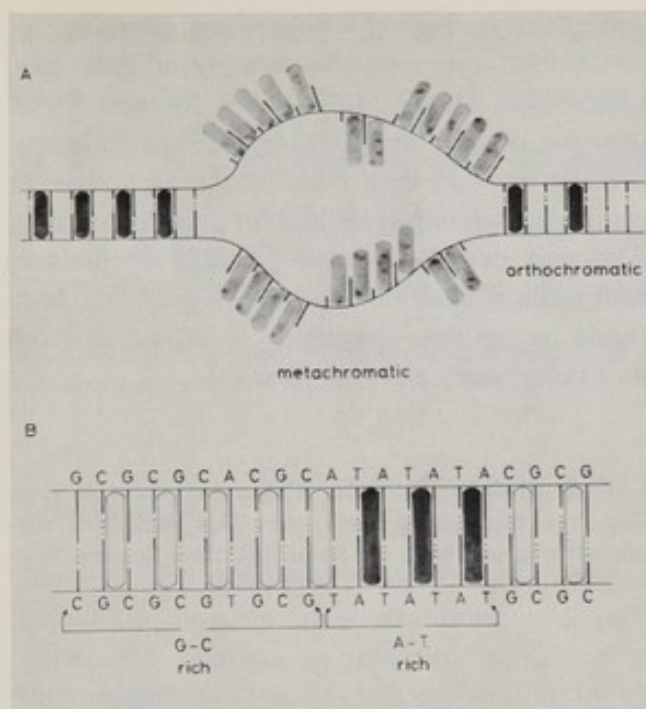 A
orthochromatic
metachromatic
B
G C G C G C A C G C A T A T A T A C G C G
C G C G C G T G C G T A T A T A T G C G C
G-C A-T
rich rich